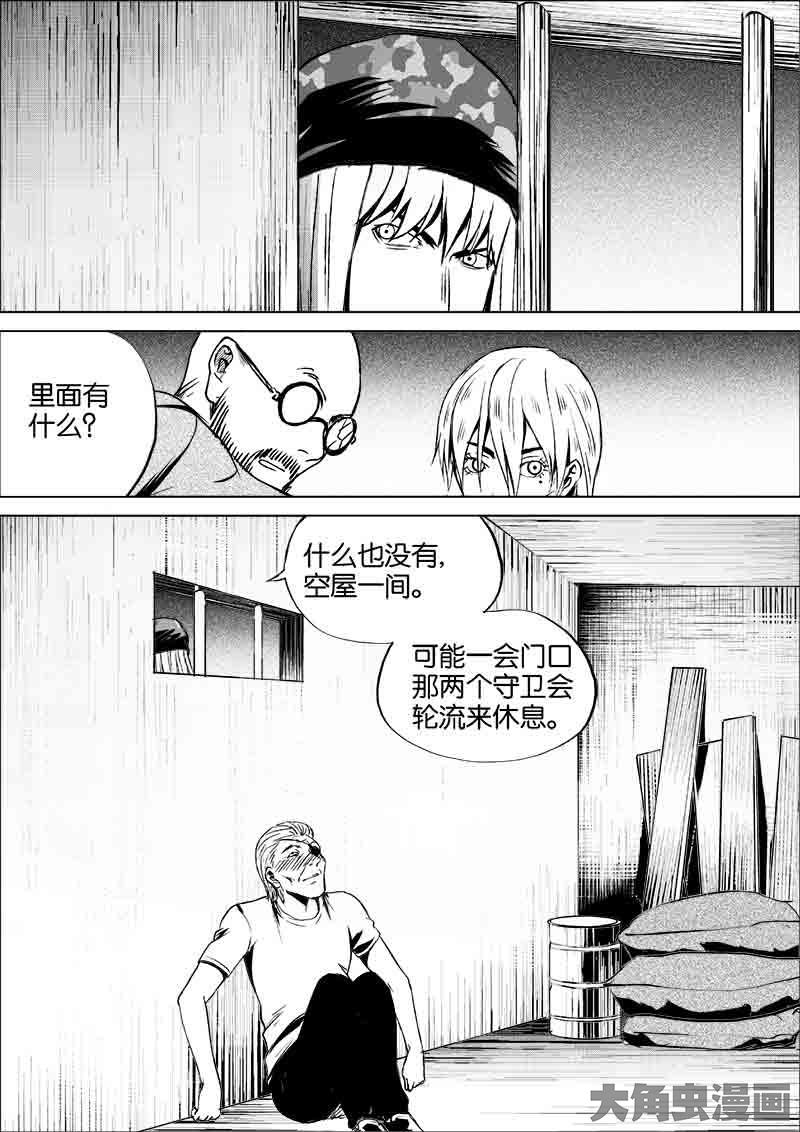 里面有
什么?
什么也没有,
空屋一间。
可能一会门口
那两个守卫会
轮流来休息。
大角虫漫画